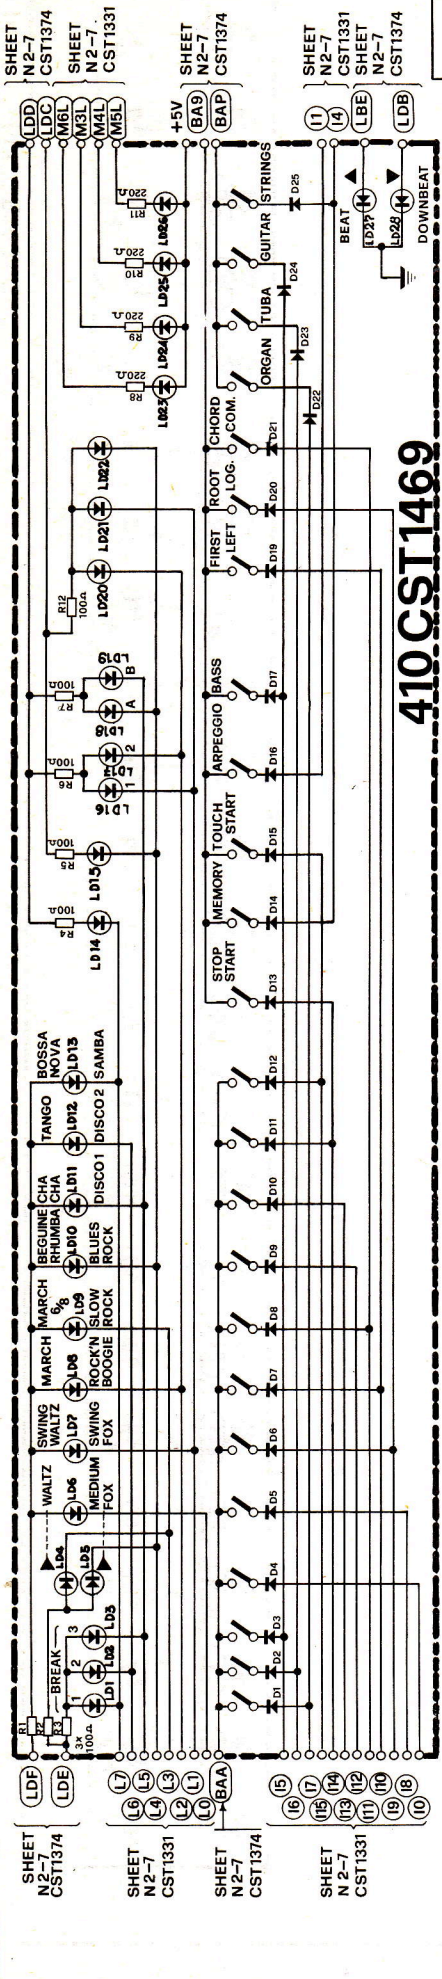 SHEET
N2-7
CST1374
SHEET
N2-7
CST1331
SHEET
N2-7
CST1374
SHEET
N2-7
CST1331
SHEET
N2-7
CST1374
LDD
LDC
M6L
M3L
M4L
M5L
+5V
BA9
BAP
I1
I4
LBE
LDB
220Ω
R11
LD26
220Ω
R10
LD25
220Ω
R9
LD24
220Ω
R8
LD23
STRINGS
D25
GUITAR
D24
TUBA
D23
ORGAN
D22
BEAT
LD27
LD28
DOWNBEAT
LD22
LD21
LD20
R12
100Ω
CHORD
COM.
D21
ROOT
LOG.
D20
FIRST
LEFT
D19
410CST1469
100Ω
R7
LD19
B
LD18
A
100Ω
R6
LD17
2
LD16
1
100Ω
R5
LD15
100Ω
R4
LD14
BASS
D17
ARPEGGIO
D16
TOUCH
START
D15
MEMORY
D14
STOP
START
D13
BOSSA
NOVA
LD13
SAMBA
TANGO
LD12
DISCO2
CHA
CHA
LD11
DISCO1
BEGUINE
RHUMBA
LD10
BLUES
ROCK
MARCH
6/8
LD9
SLOW
ROCK
MARCH
LD8
ROCK'N
BOOGIE
SWING
WALTZ
LD7
SWING
FOX
WALTZ
LD6
MEDIUM
FOX
LD4
LD5
BREAK
3
LD3
2
LD2
1
LD1
R1
R2
R3
3x
100Ω
D12
D11
D10
D9
D8
D7
D6
D5
D4
D3
D2
D1
LDF
LDE
L7
L6
L5
L4
L3
L2
L1
L0
BAA
I5
I6
I7
I15
I14
I13
I12
I11
I10
I9
I8
I0
SHEET
N2-7
CST1374
SHEET
N2-7
CST1331
SHEET
N2-7
CST1374
SHEET
N2-7
CST1331